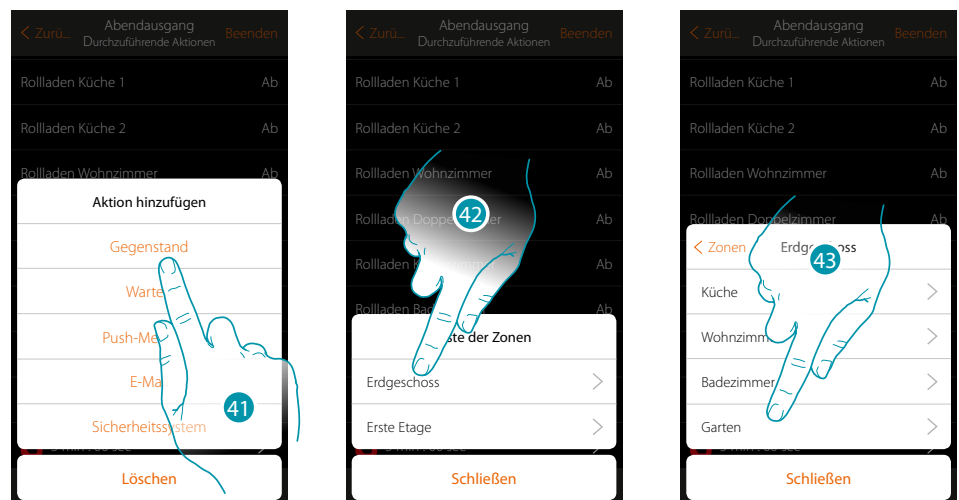 < Zurü...
Abendausgang
Durchzuführende Aktionen
Beenden
Rollladen Küche 1
Ab
Rollladen Küche 2
Ab
Rollladen Wohnzimmer
Ab
Aktion hinzufügen
Gegenstand
Warte
Push-Me
E-Ma
41
Sicherheitssystem
Löschen
< Zurü...
Abendausgang
Durchzuführende Aktionen
Beenden
Rollladen Küche 1
Ab
Rollladen Küche 2
Ab
Rollladen Wohnzimmer
Ab
42
Rollladen Doppe er
Ab
Rollladen
Ab
Rollladen Bad
Ab
ste der Zonen
Erdgeschoss >
Erste Etage >
Schließen
< Zurü...
Abendausgang
Durchzuführende Aktionen
Beenden
Rollladen Küche 1
Ab
Rollladen Küche 2
Ab
Rollladen Wohnzimmer
Ab
Rollladen Doppelzimmer
Ab
< Zonen
Erdgeschoss
43
Küche >
Wohnzimm >
Badezimmer >
Garten >
Schließen